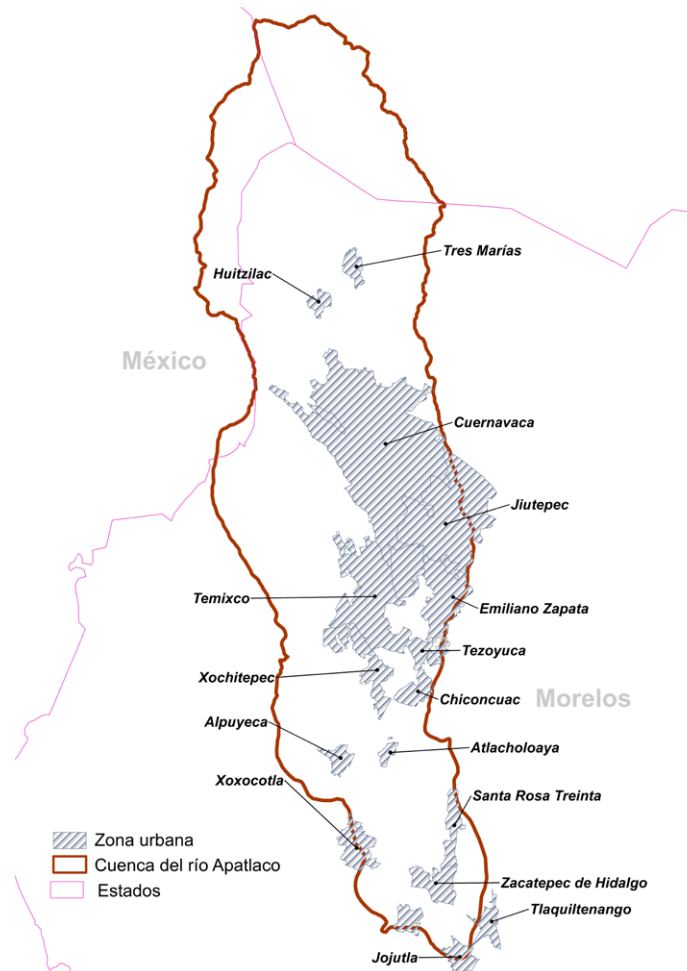 Tres Marías
Huitzilac
México
Cuernavaca
Jiutepec
Temixco
Emiliano Zapata
Tezoyuca
Xochitepec
Chiconcuac
Morelos
Alpuyeca
Atlacholoaya
Xoxocotla
Santa Rosa Treinta
Zona urbana
Cuenca del río Apatlaco
Estados
Zacatepec de Hidalgo
Tlaquiltenango
Jojutla